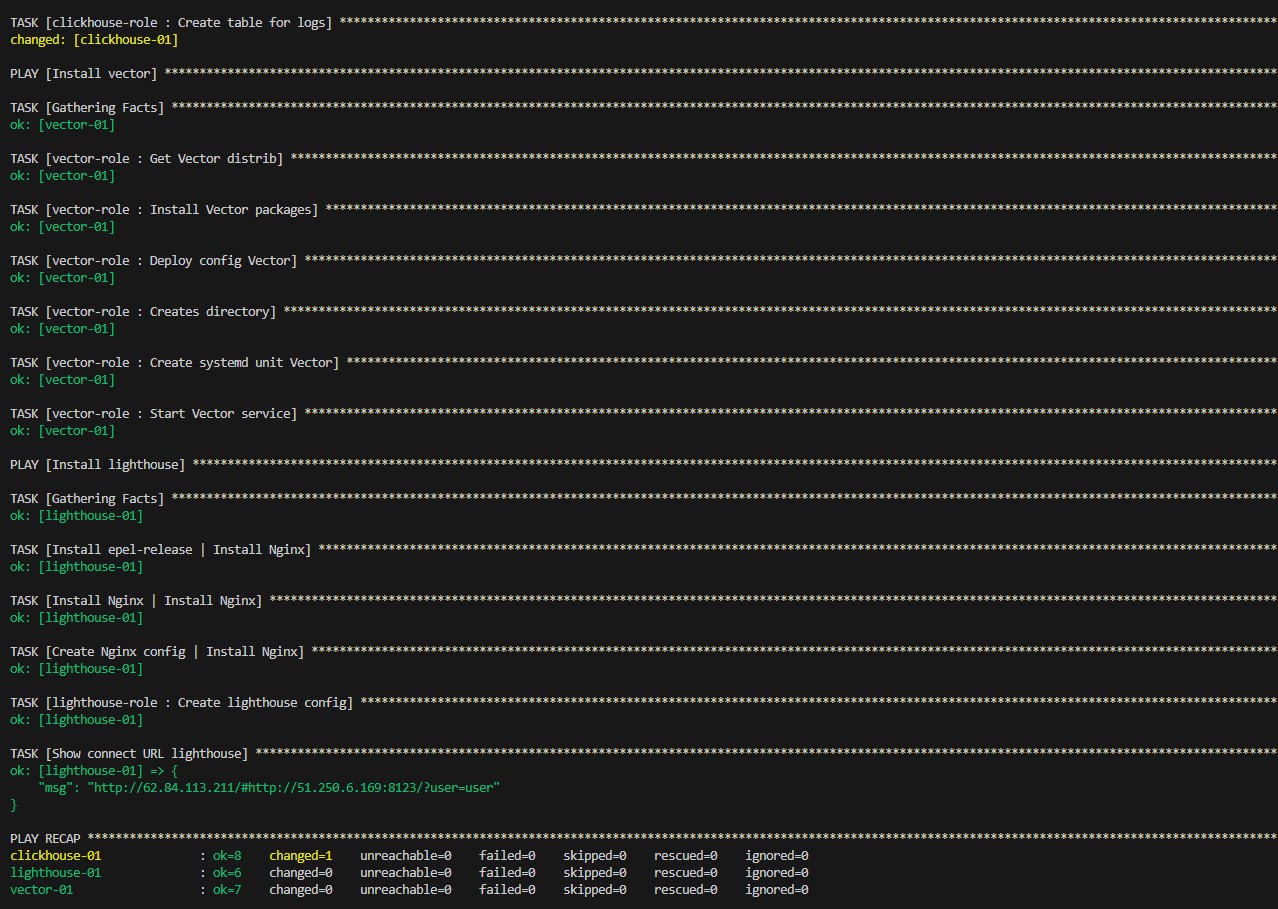 TASK [clickhouse-role : Create table for logs] **************************************************************************************************************************************
changed: [clickhouse-01]
PLAY [Install vector] ***************************************************************************************************************************************************************
TASK [Gathering Facts] **************************************************************************************************************************************************************
ok: [vector-01]
TASK [vector-role : Get Vector distrib] *********************************************************************************************************************************************
ok: [vector-01]
TASK [vector-role : Install Vector packages] ****************************************************************************************************************************************
ok: [vector-01]
TASK [vector-role : Deploy config Vector] *******************************************************************************************************************************************
ok: [vector-01]
TASK [vector-role : Creates directory] **********************************************************************************************************************************************
ok: [vector-01]
TASK [vector-role : Create systemd unit Vector] *************************************************************************************************************************************
ok: [vector-01]
TASK [vector-role : Start Vector service] *******************************************************************************************************************************************
ok: [vector-01]
PLAY [Install lighthouse] ***********************************************************************************************************************************************************
TASK [Gathering Facts] **************************************************************************************************************************************************************
ok: [lighthouse-01]
TASK [Install epel-release | Install Nginx] *****************************************************************************************************************************************
ok: [lighthouse-01]
TASK [Install Nginx | Install Nginx] ************************************************************************************************************************************************
ok: [lighthouse-01]
TASK [Create Nginx config | Install Nginx] ******************************************************************************************************************************************
ok: [lighthouse-01]
TASK [lighthouse-role : Create lighthouse config] ***********************************************************************************************************************************
ok: [lighthouse-01]
TASK [Show connect URL lighthouse] **************************************************************************************************************************************************
ok: [lighthouse-01] => {
    "msg": "http://62.84.113.211/#http://51.250.6.169:8123/?user=user"
}
PLAY RECAP **************************************************************************************************************************************************************************
clickhouse-01              : ok=8    changed=1    unreachable=0    failed=0    skipped=0    rescued=0    ignored=0
lighthouse-01              : ok=6    changed=0    unreachable=0    failed=0    skipped=0    rescued=0    ignored=0
vector-01                  : ok=7    changed=0    unreachable=0    failed=0    skipped=0    rescued=0    ignored=0